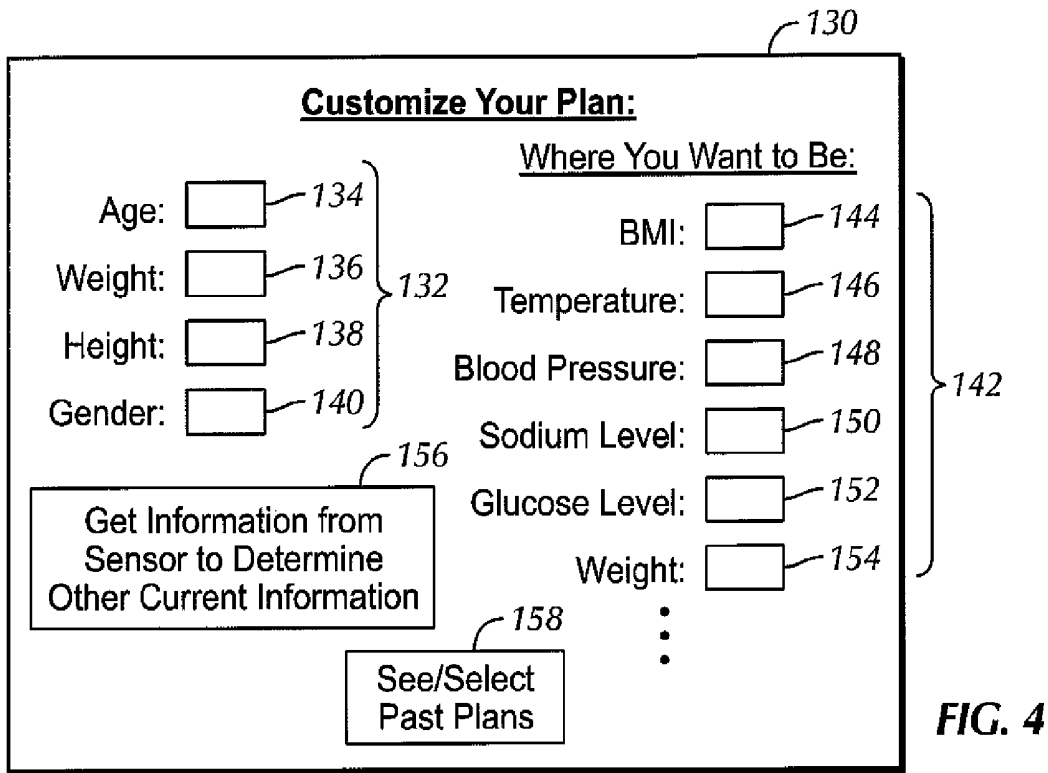 130
Customize Your Plan:
Where You Want to Be:
Age: 134
Weight: 136
Height: 138
Gender: 140
132
BMI: 144
Temperature: 146
Blood Pressure: 148
Sodium Level: 150
Glucose Level: 152
Weight: 154
142
156
Get Information from
Sensor to Determine
Other Current Information
158
See/Select
Past Plans
FIG. 4